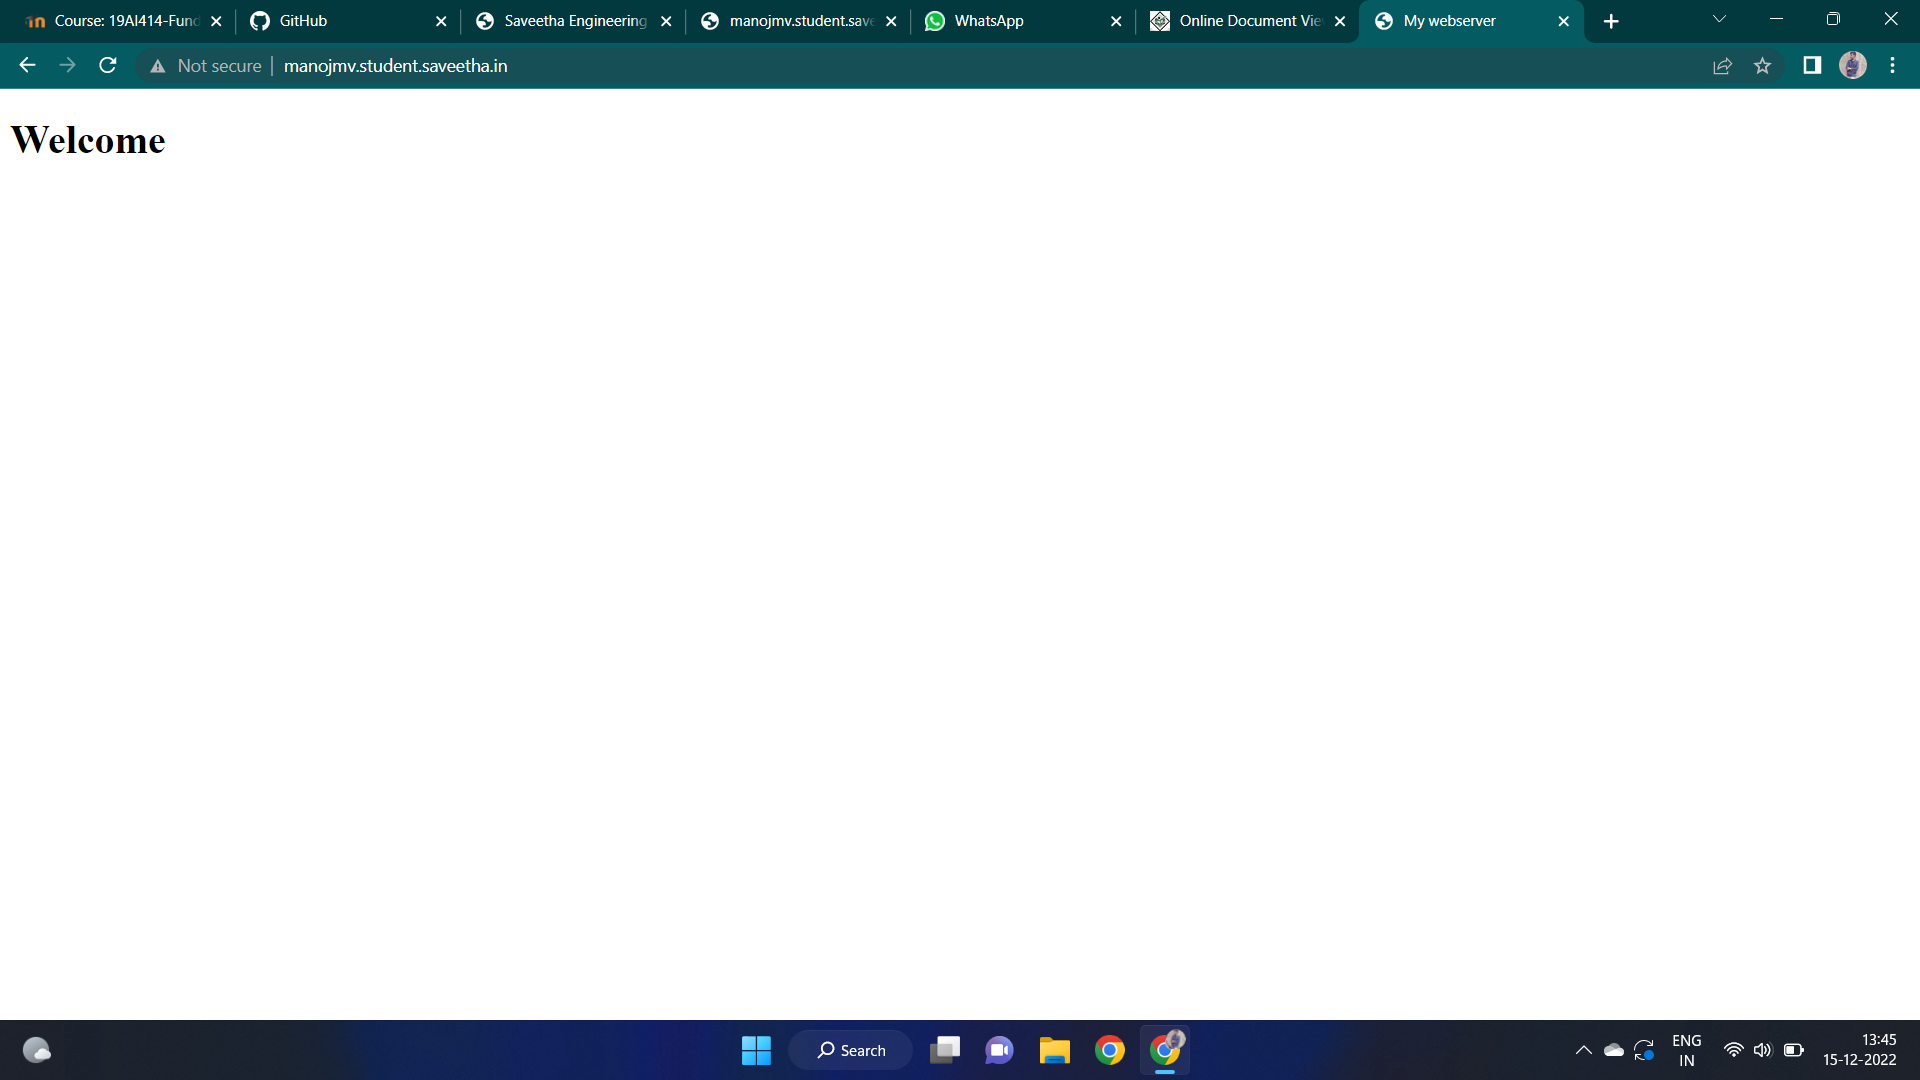 Course: 19AI414-Fund
GitHub
Saveetha Engineering
manojmv.student.save
WhatsApp
Online Document Vie
My webserver
Not secure
manojmv.student.saveetha.in
Welcome
Search
ENG
IN
13:45
15-12-2022